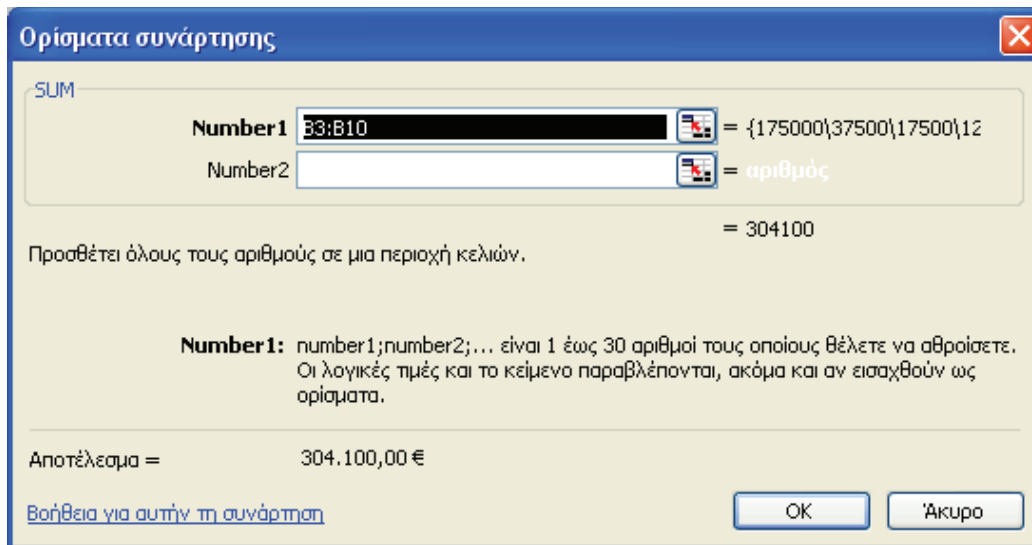 Ορίσματα συνάρτησης
SUM
Number1 B3:B10 = {175000\37500\17500\12
Number2 = αριθμός
= 304100
Προσθέτει όλους τους αριθμούς σε μια περιοχή κελιών.
Number1: number1;number2;... είναι 1 έως 30 αριθμοί τους οποίους θέλετε να αθροίσετε.
Οι λογικές τιμές και το κείμενο παραβλέπονται, ακόμα και αν εισαχθούν ως
ορίσματα.
Αποτέλεσμα = 304.100,00 €
Βοήθεια για αυτήν τη συνάρτηση OK Άκυρο